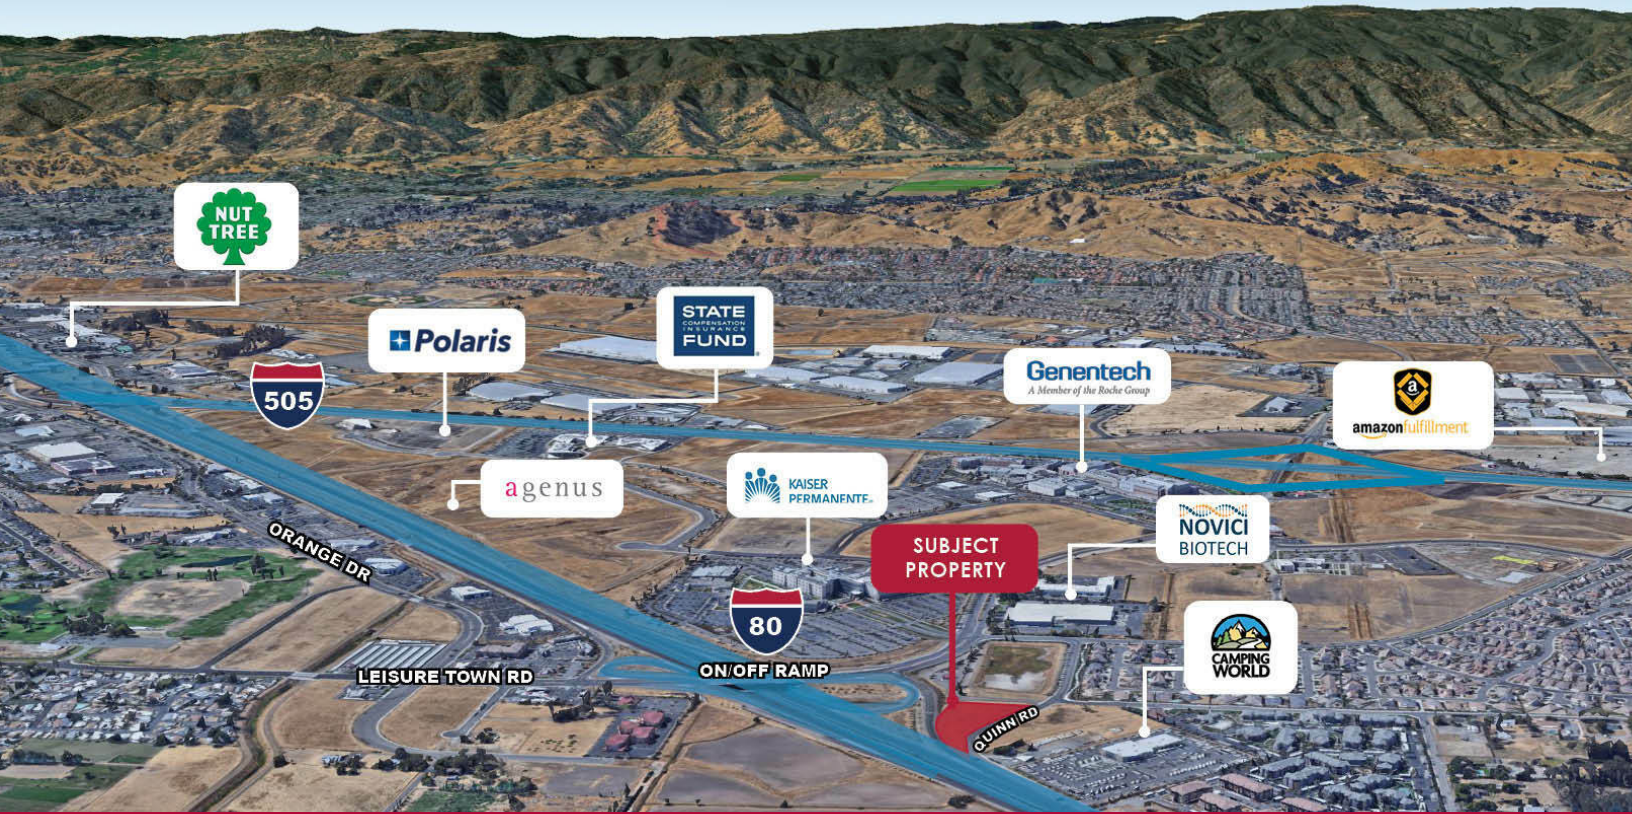 NUT
TREE
Polaris
STATE
COMPENSATION
INSURANCE
FUND
505
Genentech
A Member of the Roche Group
a
amazonfulfillment
agenus
KAISER
PERMANENTE®
NOVICI
BIOTECH
SUBJECT
PROPERTY
ORANGE DR
80
CAMPING
WORLD
LEISURE TOWN RD
ON/OFF RAMP
QUINN RD